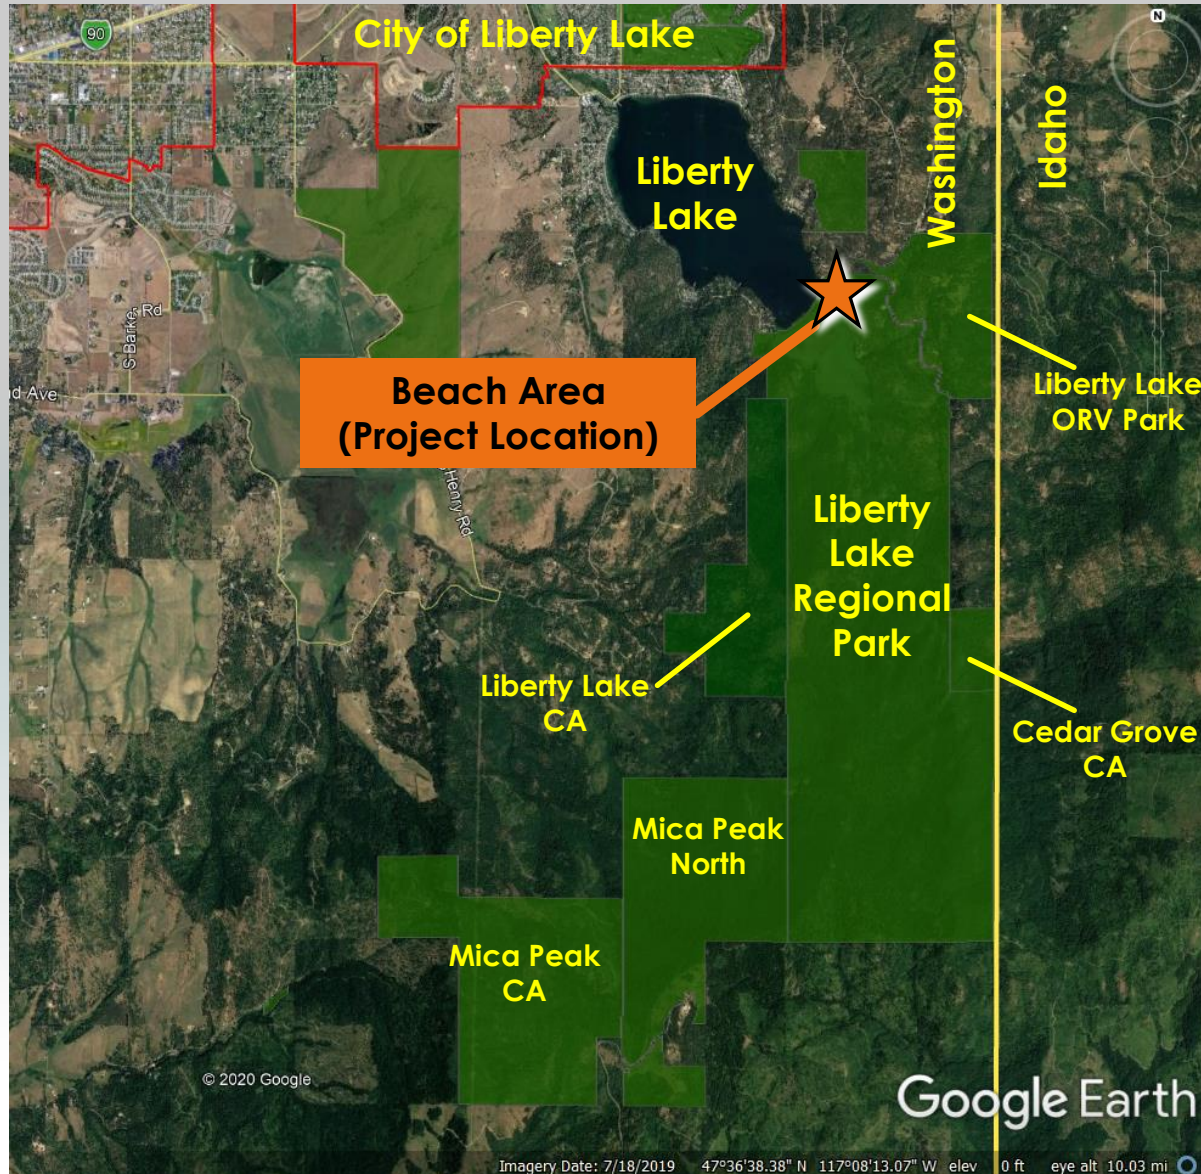 90
City of Liberty Lake
N
Washington
Idaho
Liberty
Lake
S Barker Rd
Beach Area
(Project Location)
Liberty Lake
ORV Park
Henry Rd
Liberty
Lake
Regional
Park
Liberty Lake
CA
Cedar Grove
CA
Mica Peak
North
Mica Peak
CA
© 2020 Google
Google Earth
Imagery Date: 7/18/2019 47°36'38.38" N 117°08'13.07" W elev 0 ft eye alt 10.03 mi